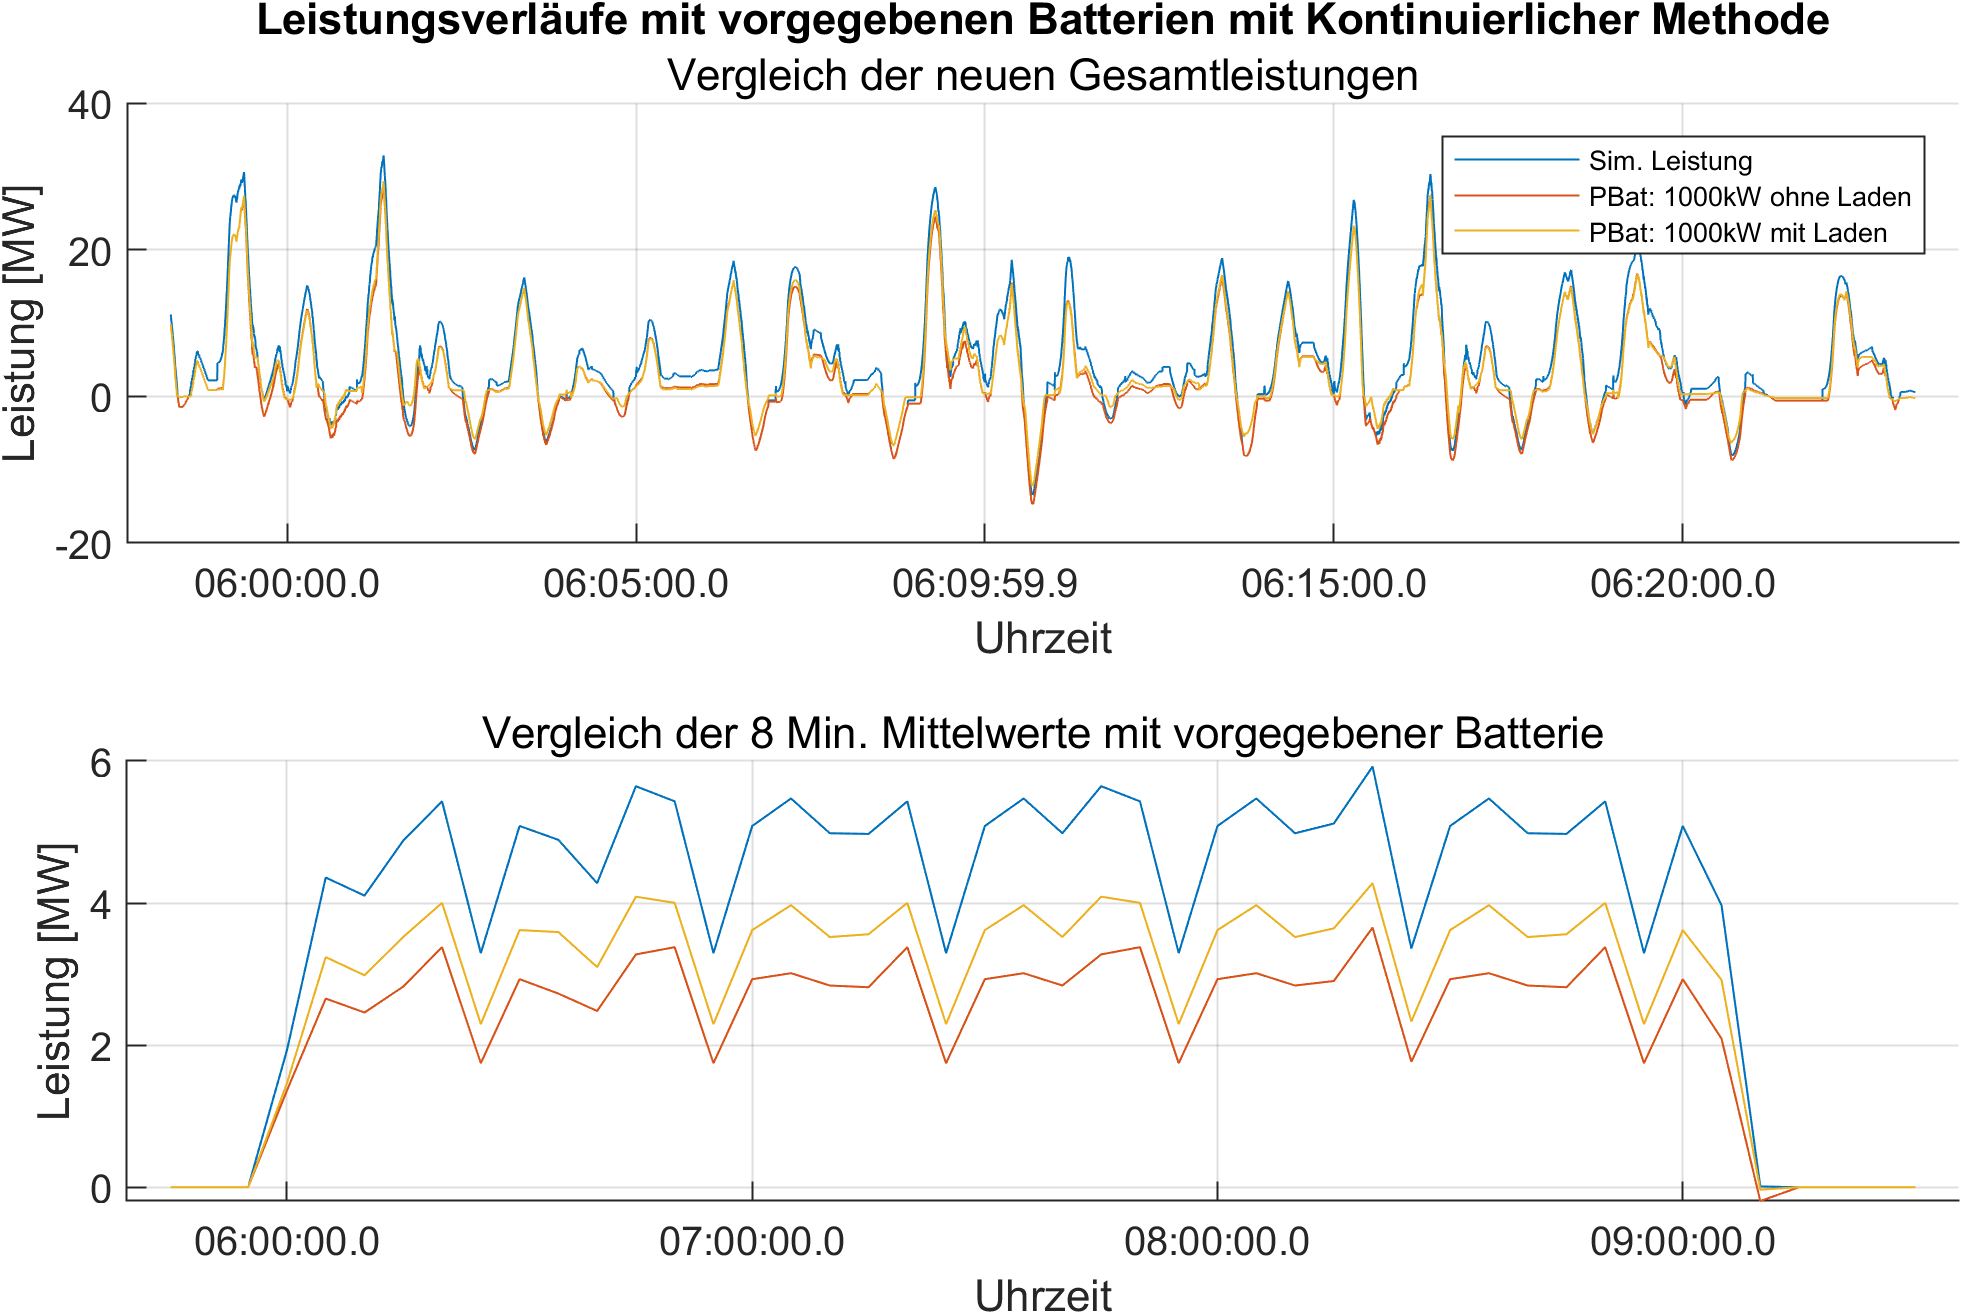 Leistungsverläufe mit vorgegebenen Batterien mit Kontinuierlicher Methode
Vergleich der neuen Gesamtleistungen
40
20
0
-20
Leistung [MW]
Sim. Leistung
PBat: 1000kW ohne Laden
PBat: 1000kW mit Laden
06:00:00.0
06:05:00.0
06:09:59.9
06:15:00.0
06:20:00.0
Uhrzeit
Vergleich der 8 Min. Mittelwerte mit vorgegebener Batterie
6
4
2
0
Leistung [MW]
06:00:00.0
07:00:00.0
08:00:00.0
09:00:00.0
Uhrzeit